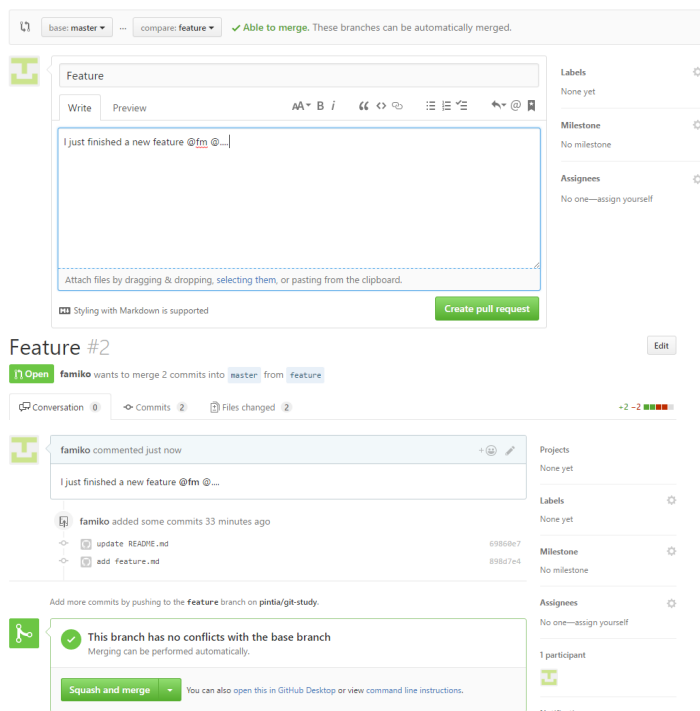 base: master ... compare: feature ✓ Able to merge. These branches can be automatically merged.
Feature
Write Preview
AA B i
I just finished a new feature @fm @....
Attach files by dragging & dropping, selecting them, or pasting from the clipboard.
Styling with Markdown is supported
Create pull request
Labels
None yet
Milestone
No milestone
Assignees
No one—assign yourself
Feature #2
Edit
Open famiko wants to merge 2 commits into master from feature
Conversation 0 Commits 2 Files changed 2
+2 −2
famiko commented just now
I just finished a new feature @fm @....
famiko added some commits 33 minutes ago
update README.md 69860e7
add feature.md 898d7e4
Add more commits by pushing to the feature branch on pintia/git-study.
This branch has no conflicts with the base branch
Merging can be performed automatically.
Squash and merge You can also open this in GitHub Desktop or view command line instructions.
Projects
None yet
Labels
None yet
Milestone
No milestone
Assignees
No one—assign yourself
1 participant